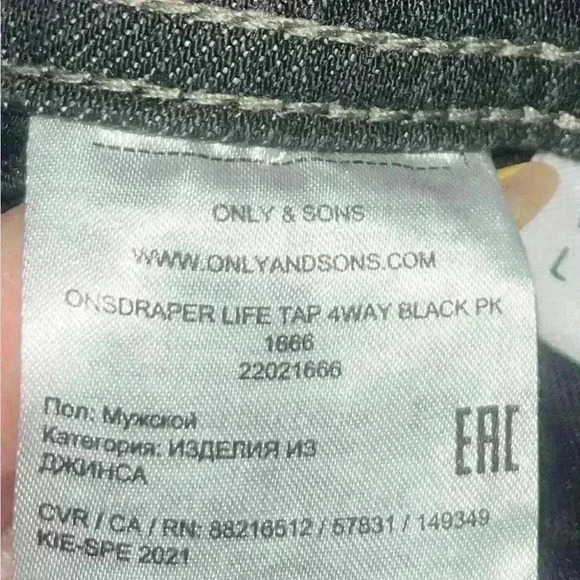 ONLY & SONS
WWW.ONLYANDSONS.COM
ONSDRAPER LIFE TAP 4WAY BLACK PK
1666
22021666
Пол: Мужской
Категория: ИЗДЕЛИЯ ИЗ
ДЖИНСА
EAC
CVR / CA / RN: 88216512 / 57831 / 149349
KIE-SPE 2021
L